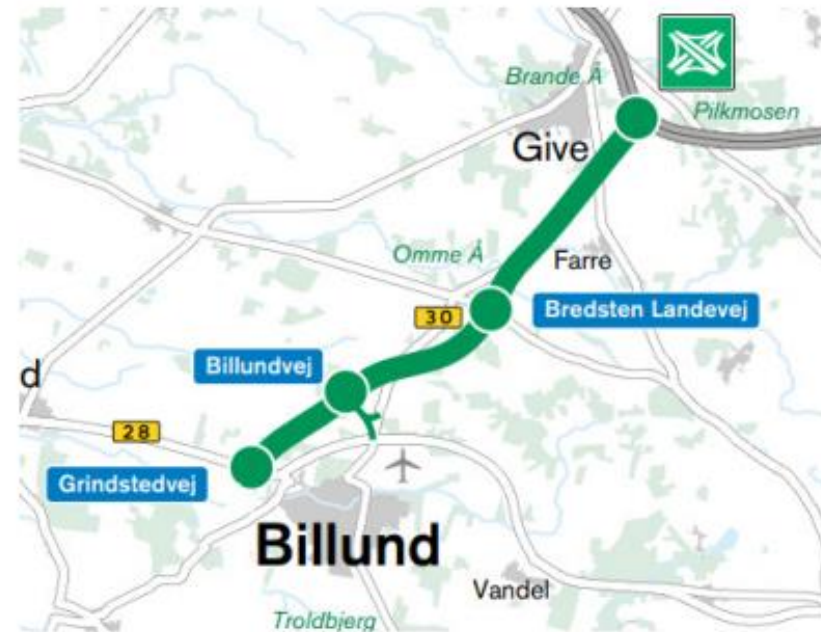 Brande Å
Pilkmosen
Give
Omme Å
Farre
30
Bredsten Landevej
Billundvej
d
28
Grindstedvej
Billund
Vandel
Troldbjerg